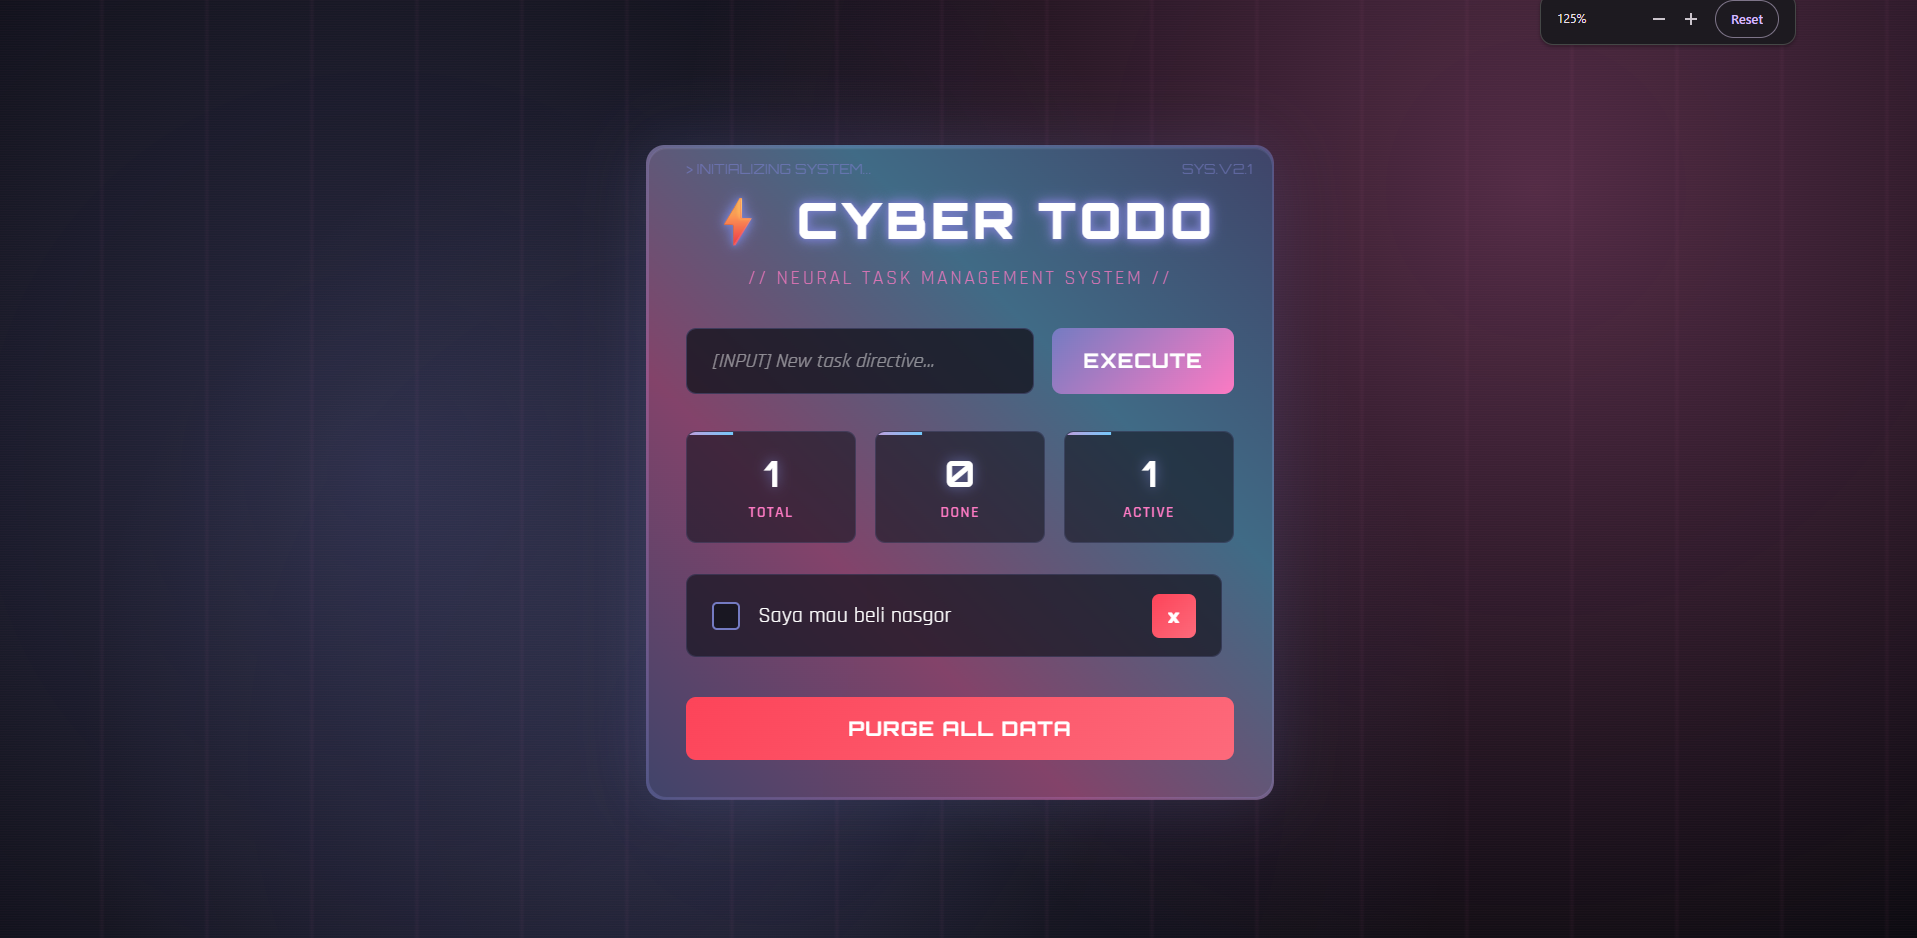 125%
Reset
> INITIALIZING SYSTEM...
SYS.V2.1
CYBER TODO
// NEURAL TASK MANAGEMENT SYSTEM //
[INPUT] New task directive...
EXECUTE
1
TOTAL
0
DONE
1
ACTIVE
Saya mau beli nasgor
x
PURGE ALL DATA